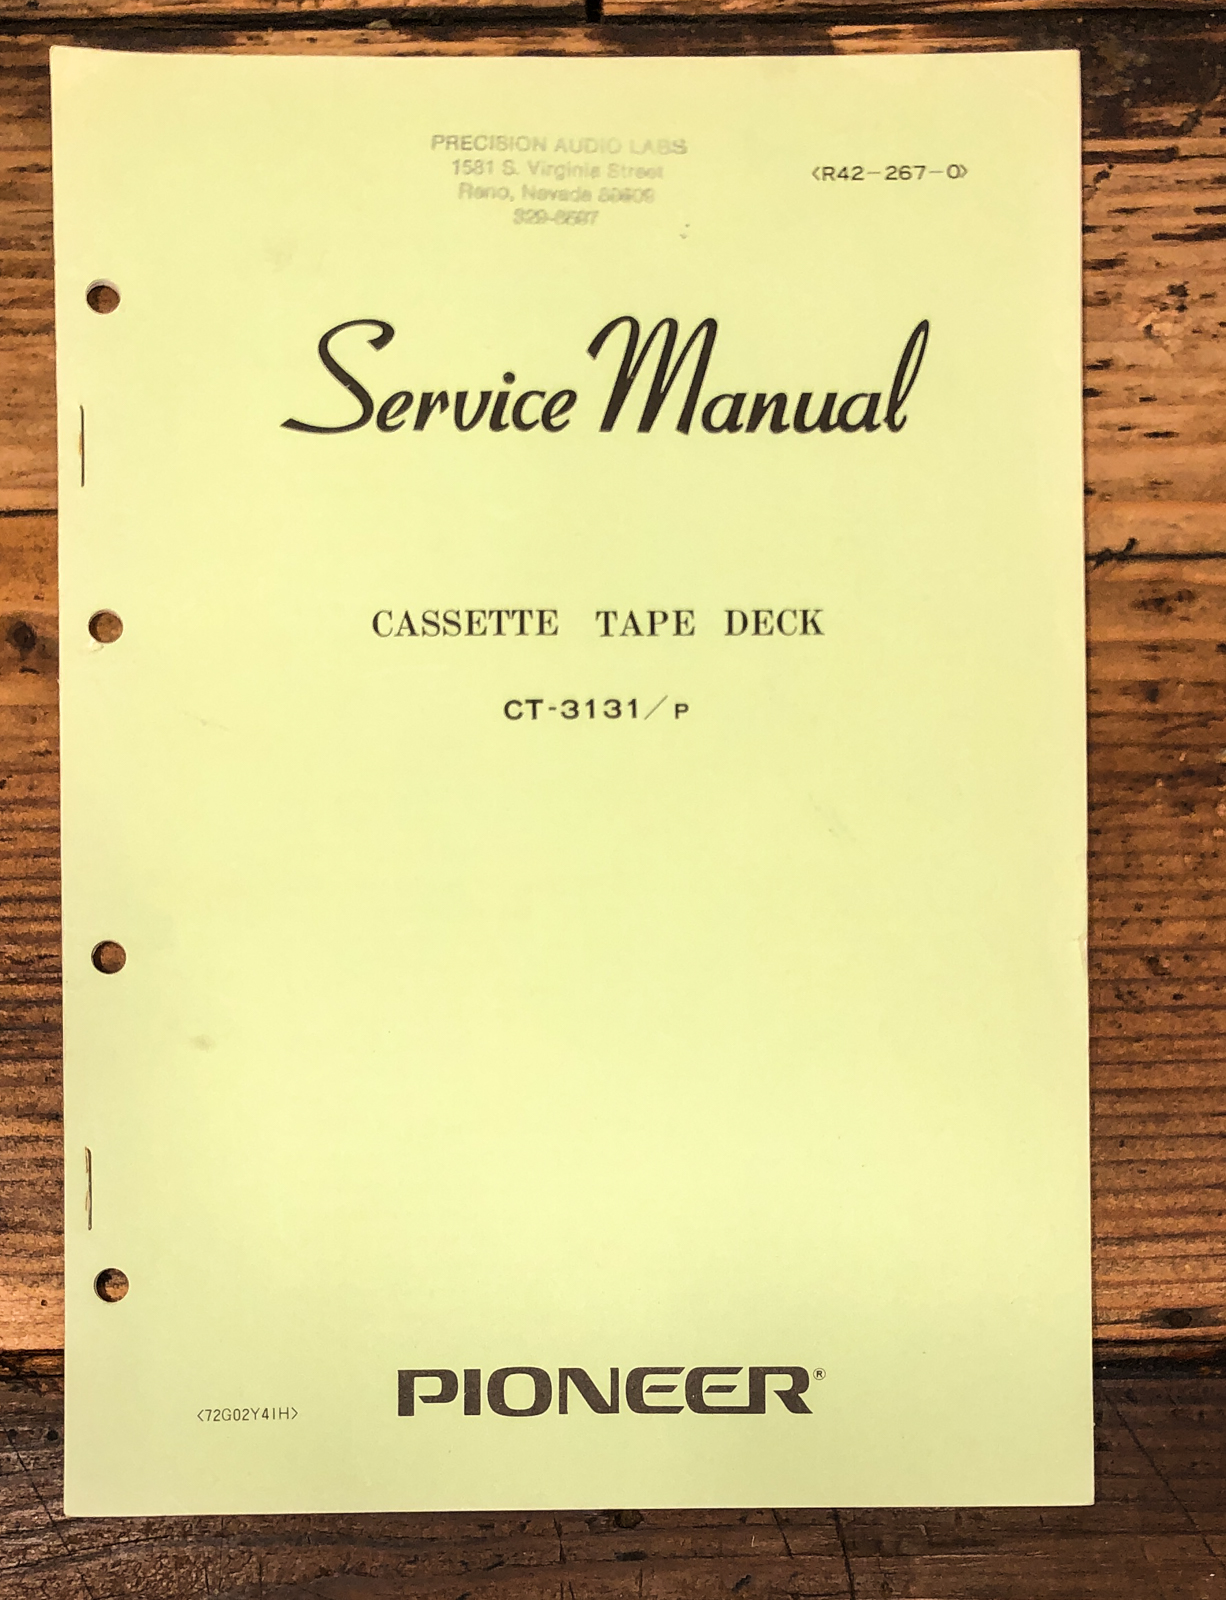 PRECISION AUDIO LABS
1581 S. Virginia Street
Reno, Nevada
<R42-267-0>
Service Manual
CASSETTE TAPE DECK
CT-3131/P
PIONEER®
<72G02Y41H>